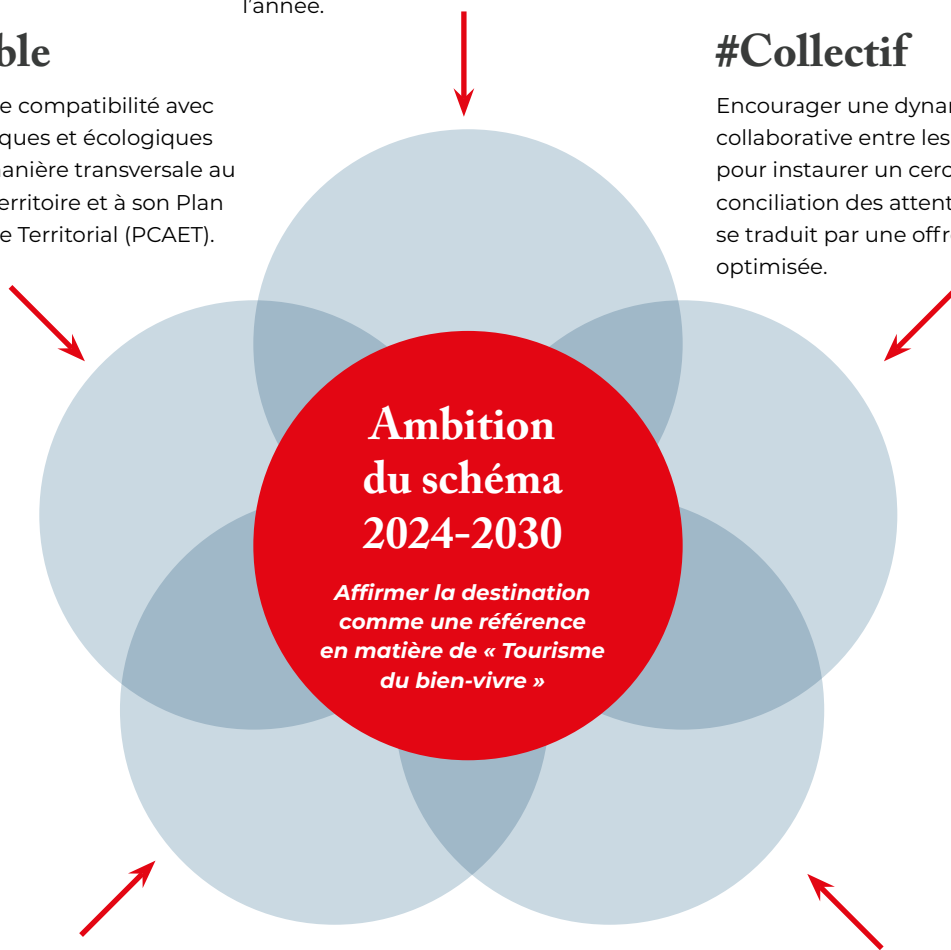 l'année.
ble
e compatibilité avec
ques et écologiques
anière transversale au
erritoire et à son Plan
e Territorial (PCAET).
#Collectif
Encourager une dynar
collaborative entre les
pour instaurer un cerc
conciliation des attent
se traduit par une offr
optimisée.
Ambition
du schéma
2024-2030
Affirmer la destination
comme une référence
en matière de « Tourisme
du bien-vivre »